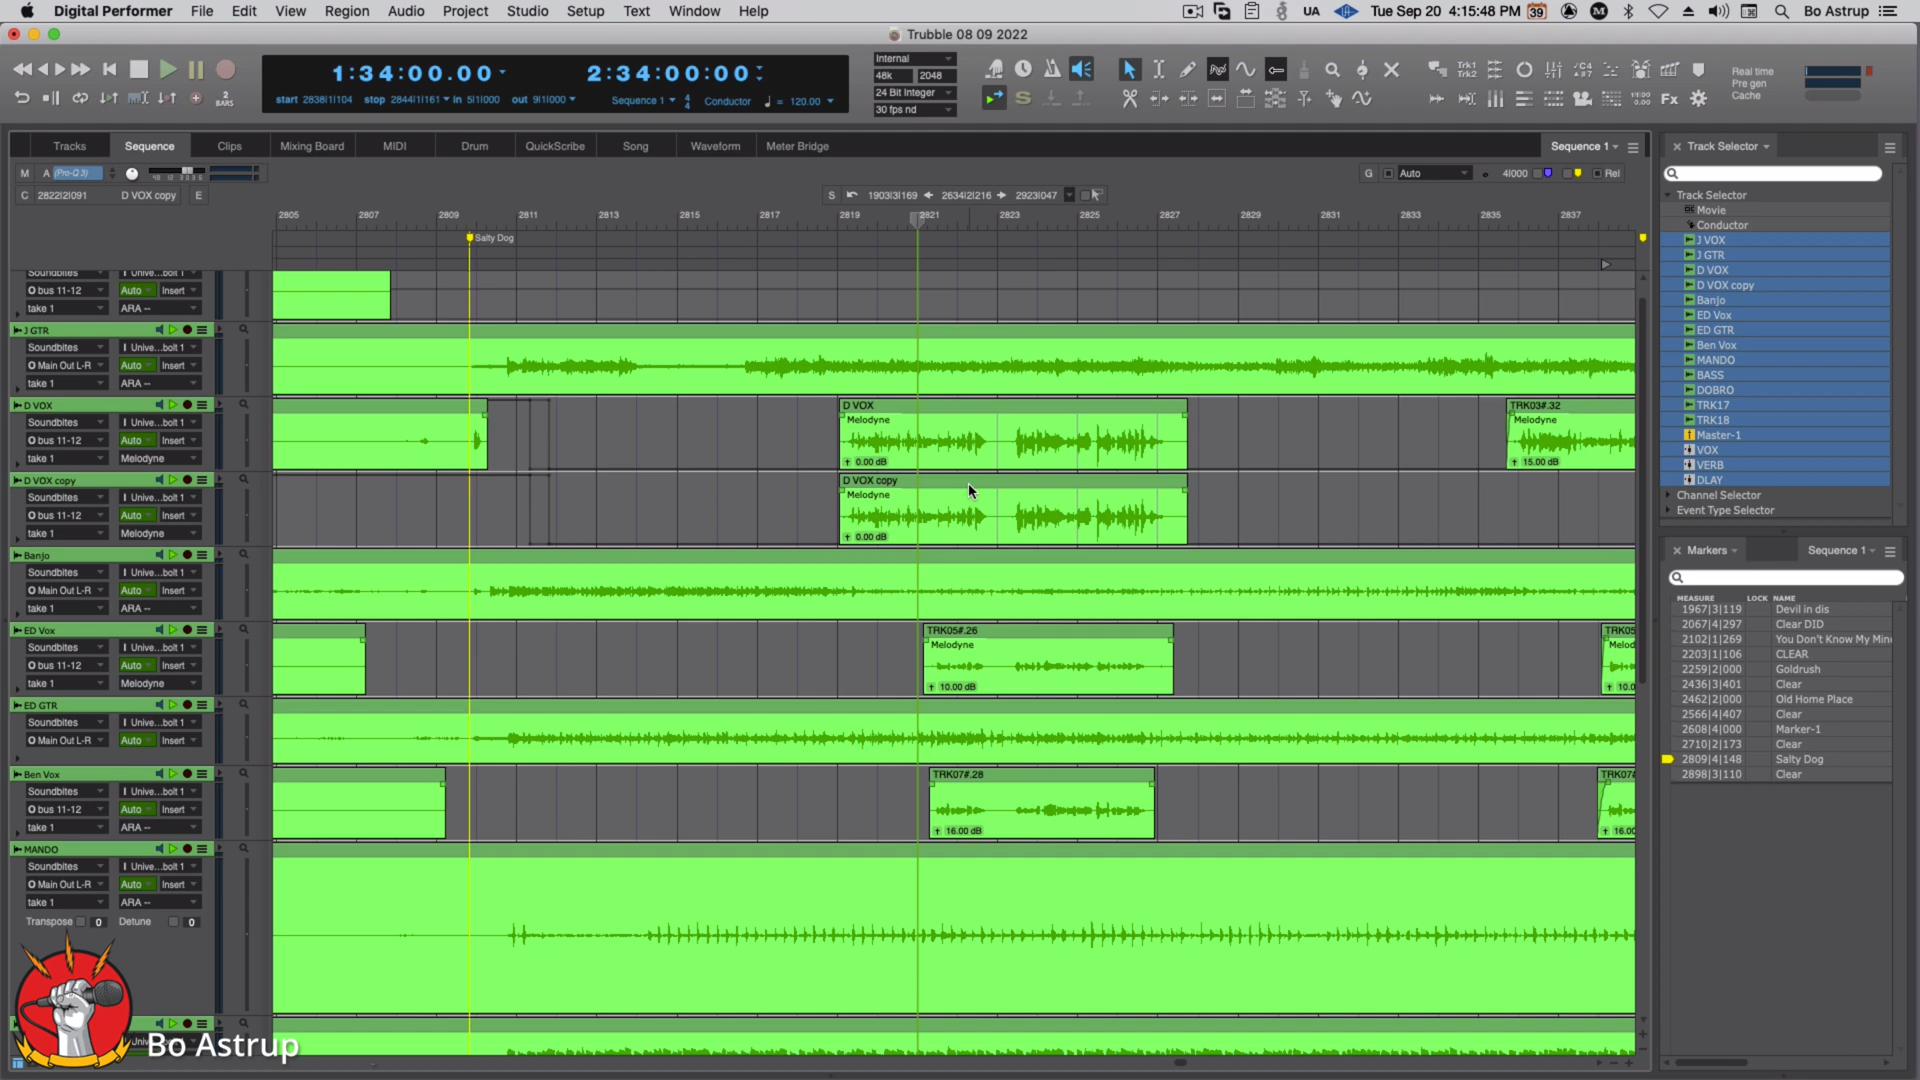 Digital Performer File Edit View Region Audio Project Studio Setup Text Window Help
UA Tue Sep 20 4:15:48 PM 39 M Bo Astrup
Trubble 08 09 2022
1:34:00.00 2:34:00:00
start 2838|1|104 stop 2844|1|161 in 5|1|000 out 9|1|000 Sequence 1 4 4 Conductor = 120.00
2 BARS
Internal
48k 2048
24 Bit Integer
30 fps nd
Trk1
Trk2
C4
Fx
Real time
Pre gen
Cache
Tracks Sequence Clips Mixing Board MIDI Drum QuickScribe Song Waveform Meter Bridge Sequence 1
M A (Pro-Q 3)
G Auto 4|000 Rel
C 2822|2|091 D VOX copy E
S 1903|3|169 2634|2|216 2923|047
2805 2807 2809 2811 2813 2815 2817 2819 2821 2823 2825 2827 2829 2831 2833 2835 2837
Salty Dog
Soundbites I Unive...bolt 1
O bus 11-12 Auto Insert
take 1 ARA --
J GTR
Soundbites I Unive...bolt 1
O Main Out L-R Auto Insert
take 1 ARA --
D VOX
Soundbites I Unive...bolt 1
O bus 11-12 Auto Insert
take 1 Melodyne
D VOX
Melodyne
0.00 dB
TRK03#.32
Melodyne
15.00 dB
D VOX copy
Soundbites I Unive...bolt 1
O bus 11-12 Auto Insert
take 1 Melodyne
D VOX copy
Melodyne
0.00 dB
Banjo
Soundbites I Unive...bolt 1
O Main Out L-R Auto Insert
take 1 ARA --
ED Vox
Soundbites I Unive...bolt 1
O bus 11-12 Auto Insert
take 1 Melodyne
TRK05#.26
Melodyne
10.00 dB
TRK05
Melod
10.0
ED GTR
Soundbites I Unive...bolt 1
O Main Out L-R Auto Insert
Ben Vox
Soundbites I Unive...bolt 1
O bus 11-12 Auto Insert
take 1 ARA --
TRK07#.28
16.00 dB
TRK07#
16.00
MANDO
Soundbites I Unive...bolt 1
O Main Out L-R Auto Insert
take 1 ARA --
Transpose 0 Detune 0
Bo Astrup
Track Selector
Track Selector
Movie
Conductor
J VOX
J GTR
D VOX
D VOX copy
Banjo
ED Vox
ED GTR
Ben Vox
MANDO
BASS
DOBRO
TRK17
TRK18
Master-1
VOX
VERB
DLAY
Channel Selector
Event Type Selector
Markers Sequence 1
MEASURE LOCK NAME
1967|3|119 Devil in dis
2067|4|297 Clear DID
2102|1|269 You Don't Know My Min
2203|1|106 CLEAR
2259|2|000 Goldrush
2436|3|401 Clear
2462|2|000 Old Home Place
2566|4|407 Clear
2608|4|000 Marker-1
2710|2|173 Clear
2809|4|148 Salty Dog
2898|3|110 Clear